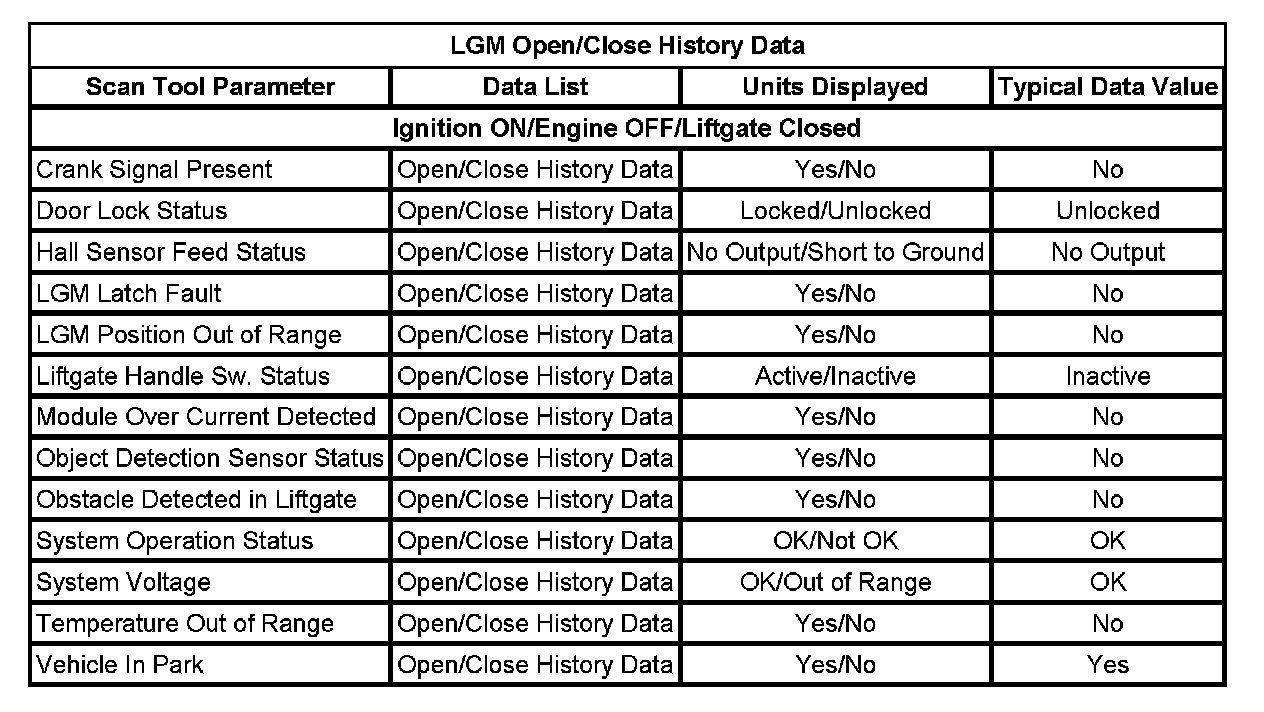 LGM Open/Close History Data
Scan Tool Parameter Data List Units Displayed Typical Data Value
Ignition ON/Engine OFF/Liftgate Closed
Crank Signal Present Open/Close History Data Yes/No No
Door Lock Status Open/Close History Data Locked/Unlocked Unlocked
Hall Sensor Feed Status Open/Close History Data No Output/Short to Ground No Output
LGM Latch Fault Open/Close History Data Yes/No No
LGM Position Out of Range Open/Close History Data Yes/No No
Liftgate Handle Sw. Status Open/Close History Data Active/Inactive Inactive
Module Over Current Detected Open/Close History Data Yes/No No
Object Detection Sensor Status Open/Close History Data Yes/No No
Obstacle Detected in Liftgate Open/Close History Data Yes/No No
System Operation Status Open/Close History Data OK/Not OK OK
System Voltage Open/Close History Data OK/Out of Range OK
Temperature Out of Range Open/Close History Data Yes/No No
Vehicle In Park Open/Close History Data Yes/No Yes